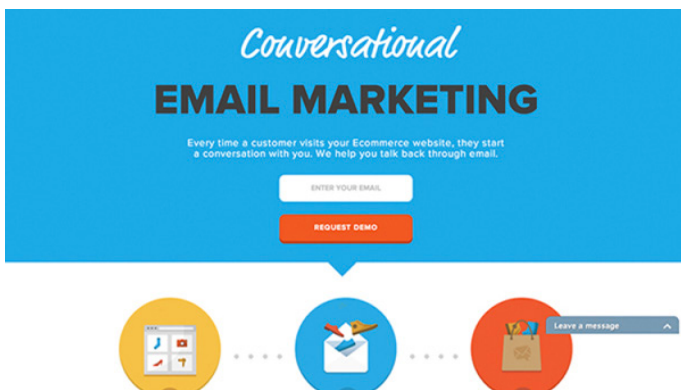 Conversational
EMAIL MARKETING
Every time a customer visits your Ecommerce website, they start
a conversation with you. We help you talk back through email.
ENTER YOUR EMAIL
REQUEST DEMO
Leave a message